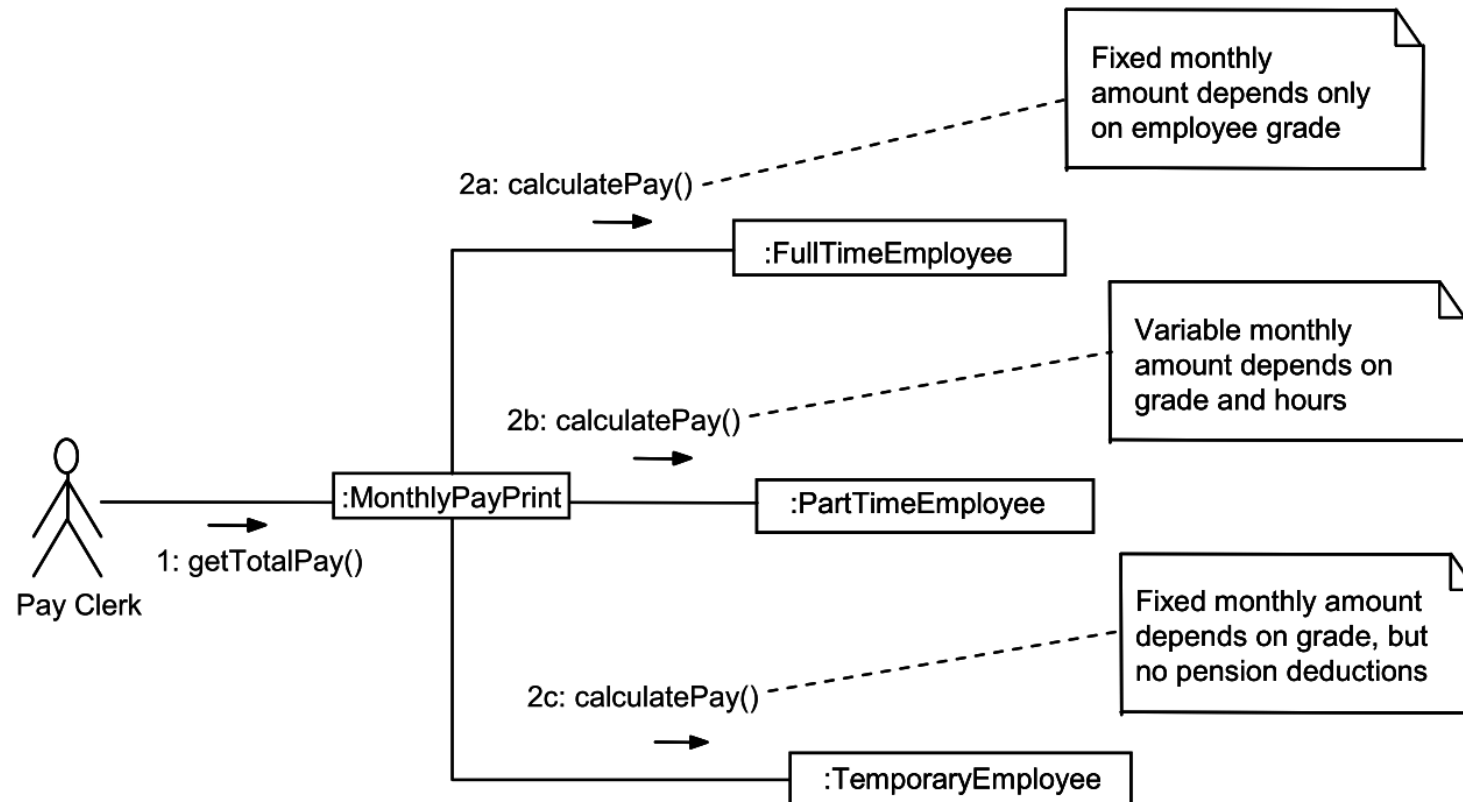 Fixed monthly
amount depends only
on employee grade
2a: calculatePay()
:FullTimeEmployee
Variable monthly
amount depends on
grade and hours
2b: calculatePay()
:MonthlyPayPrint
:PartTimeEmployee
1: getTotalPay()
Pay Clerk
Fixed monthly amount
depends on grade, but
no pension deductions
2c: calculatePay()
:TemporaryEmployee